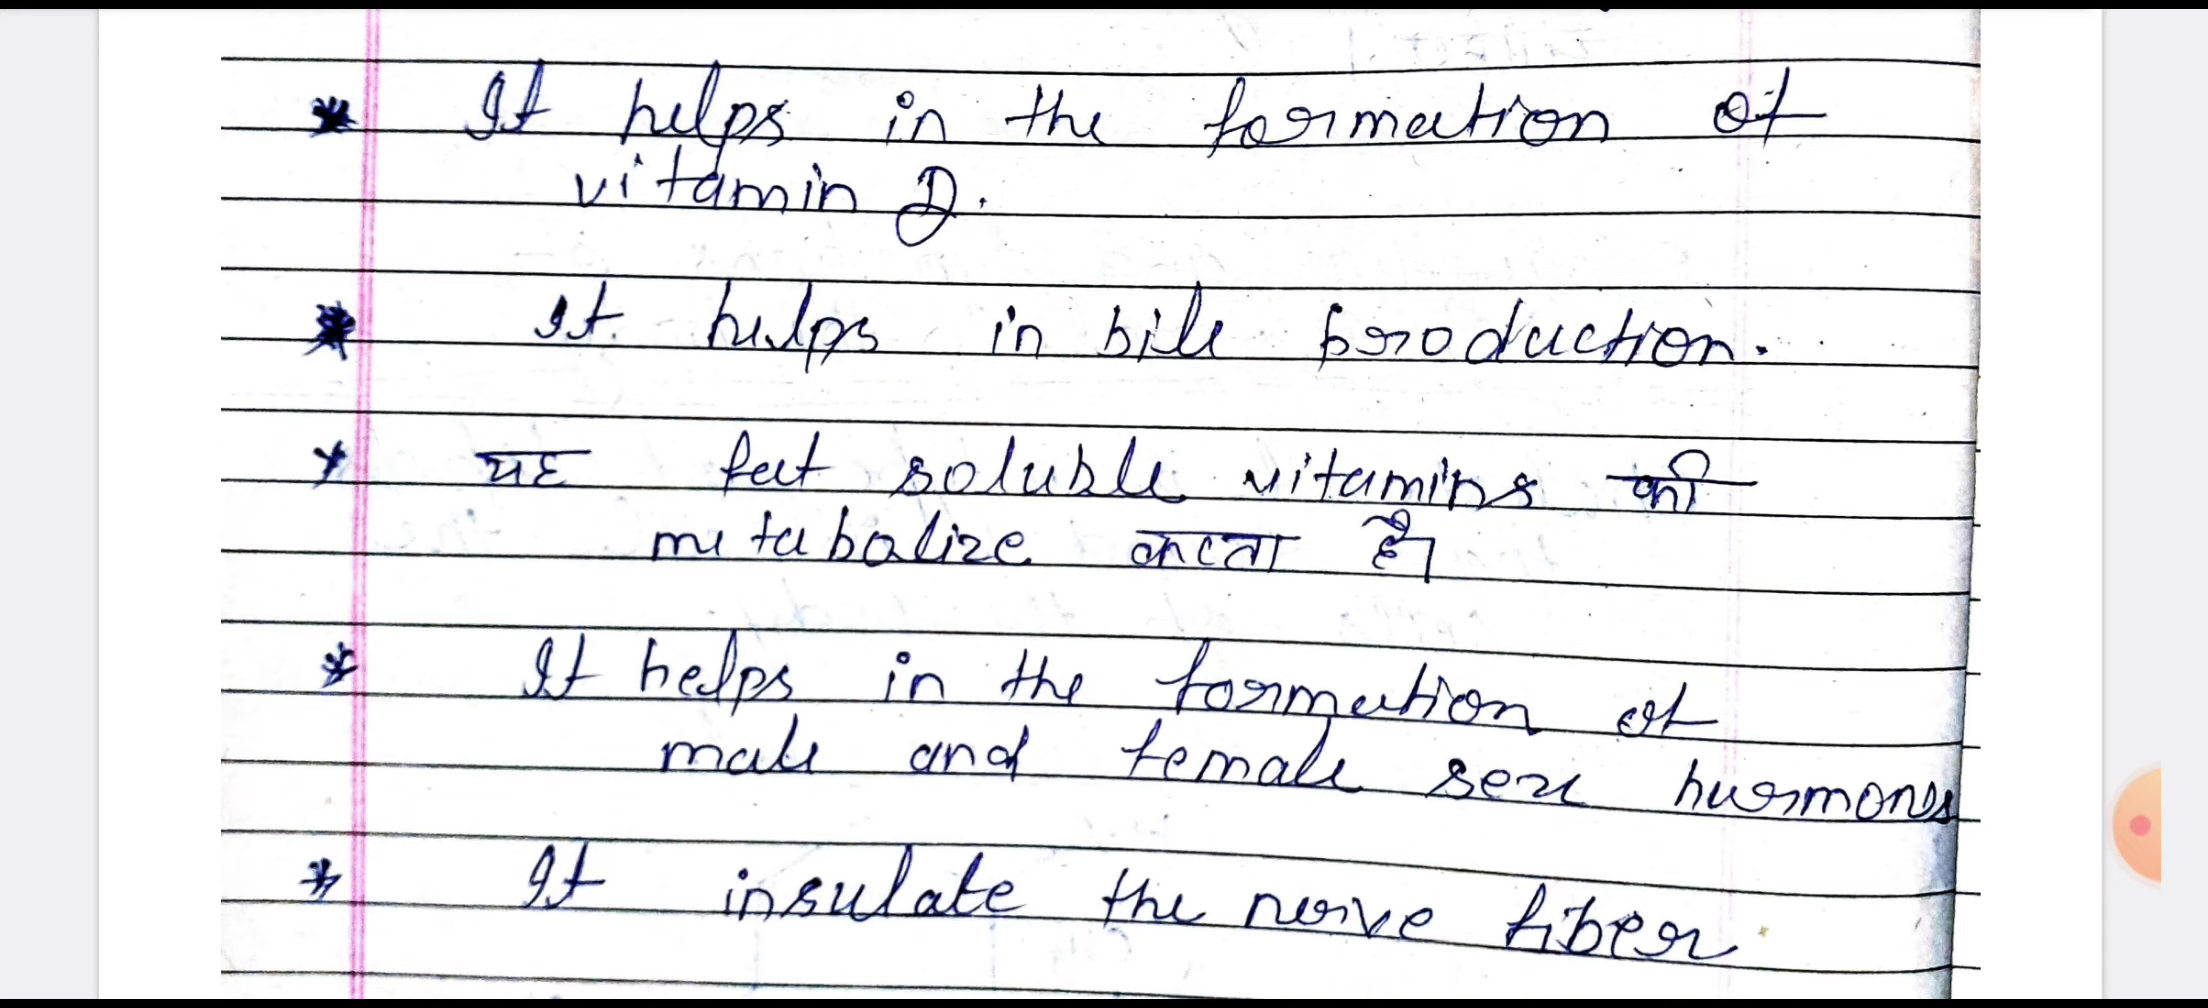 * It helps in the formation of
vitamin D.
* It helps in bile production.
* यह fat soluble vitamins को
metabolize करता है।
* It helps in the formation of
male and female sex hurmones
* It insulate the nerve fiber